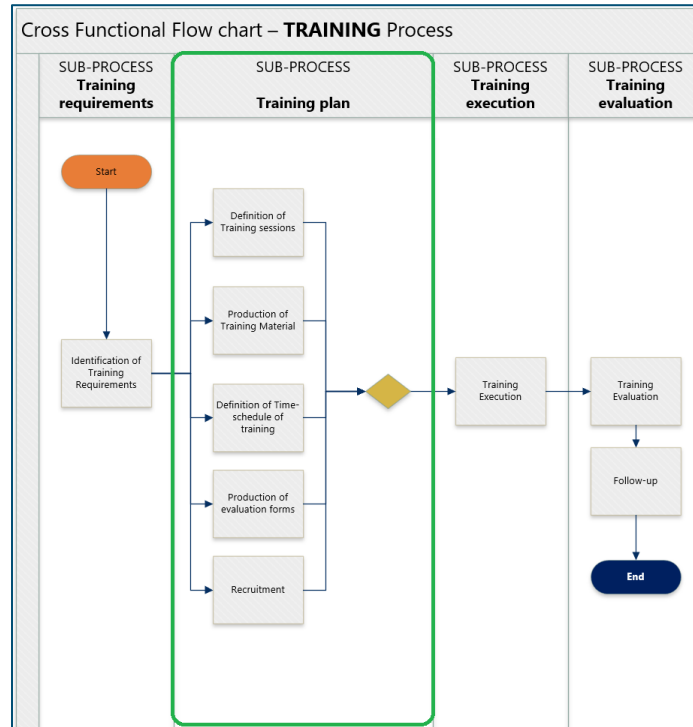 Cross Functional Flow chart – TRAINING Process
SUB-PROCESS
Training
requirements
SUB-PROCESS
Training plan
SUB-PROCESS
Training
execution
SUB-PROCESS
Training
evaluation
Start
Identification of
Training
Requirements
Definition of
Training sessions
Production of
Training Material
Definition of Time-
schedule of
training
Production of
evaluation forms
Recruitment
Training
Execution
Training
Evaluation
Follow-up
End